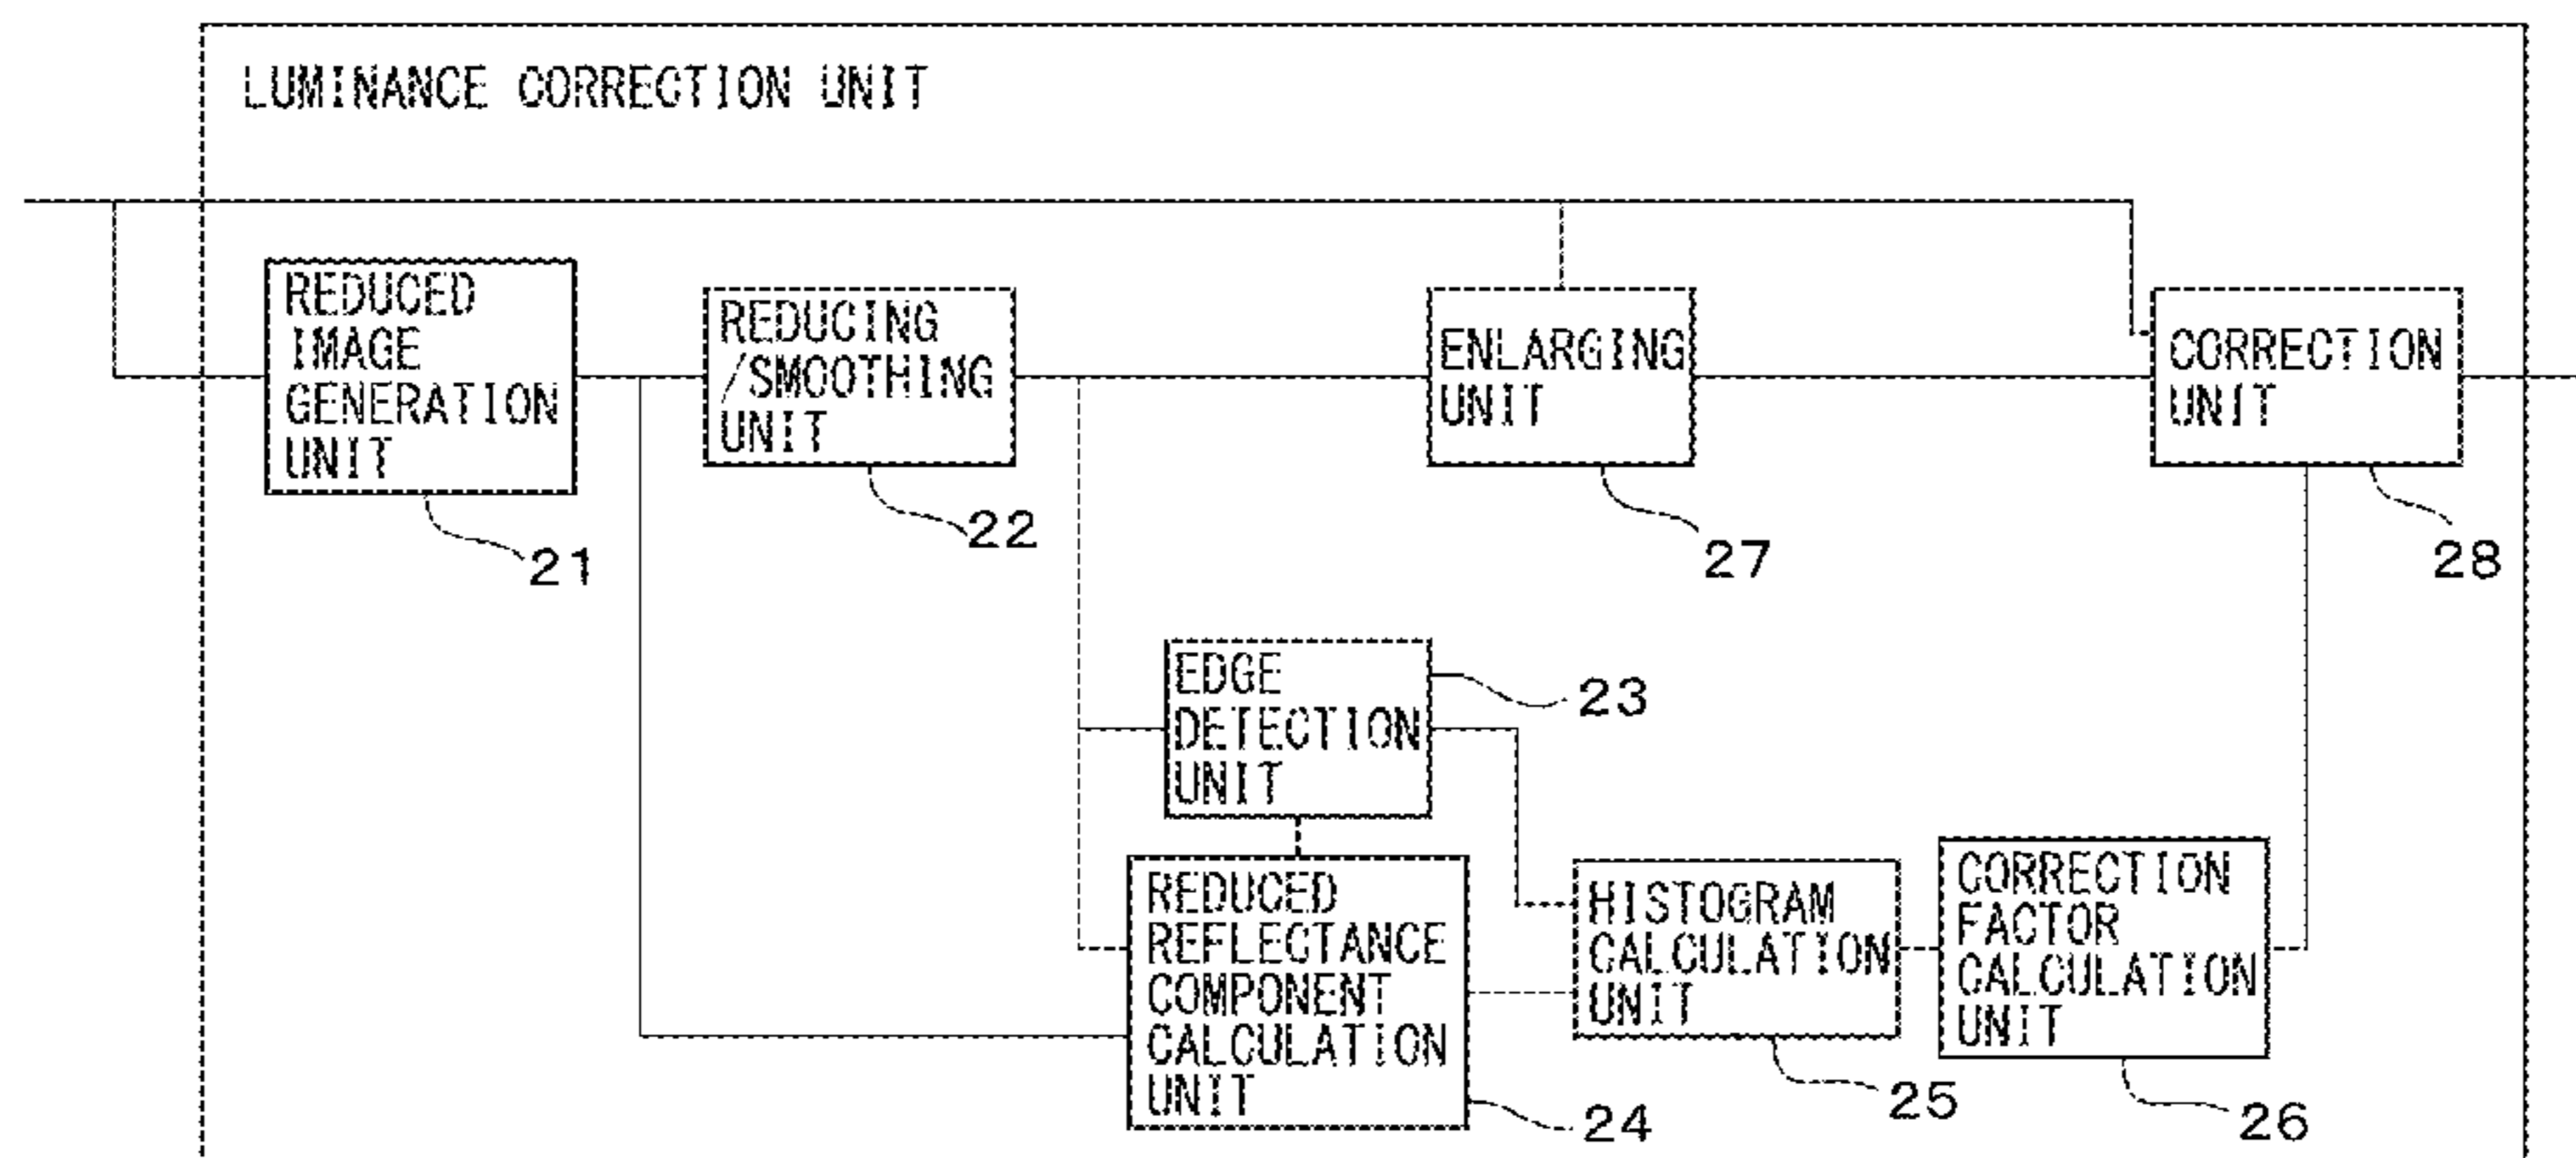 LUMINANCE CORRECTION UNIT
REDUCED
IMAGE
GENERATION
UNIT
21
REDUCING
/SMOOTHING
UNIT
22
ENLARGING
UNIT
27
CORRECTION
UNIT
28
EDGE
DETECTION
UNIT
23
REDUCED
REFLECTANCE
COMPONENT
CALCULATION
UNIT
24
HISTOGRAM
CALCULATION
UNIT
25
CORRECTION
FACTOR
CALCULATION
UNIT
26